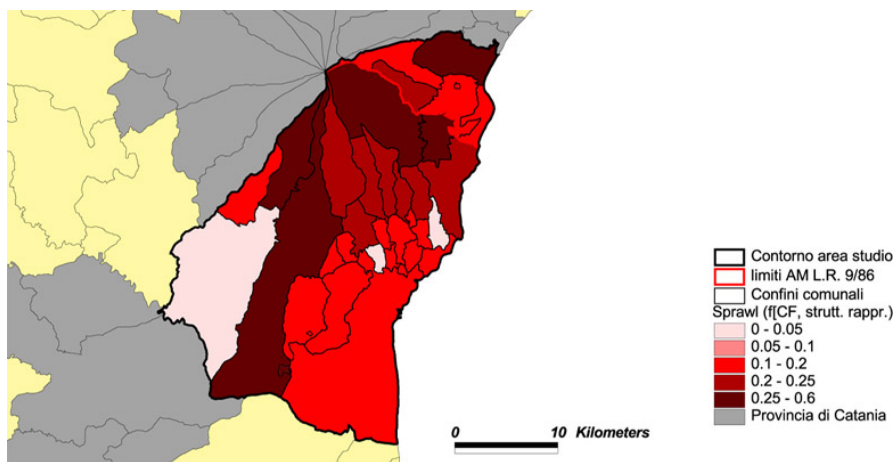 Contorno area studio
limiti AM L.R. 9/86
Confini comunali
Sprawl (f[CF, strutt. rappr.)
0 - 0.05
0.05 - 0.1
0.1 - 0.2
0.2 - 0.25
0.25 - 0.6
Provincia di Catania
0 10 Kilometers